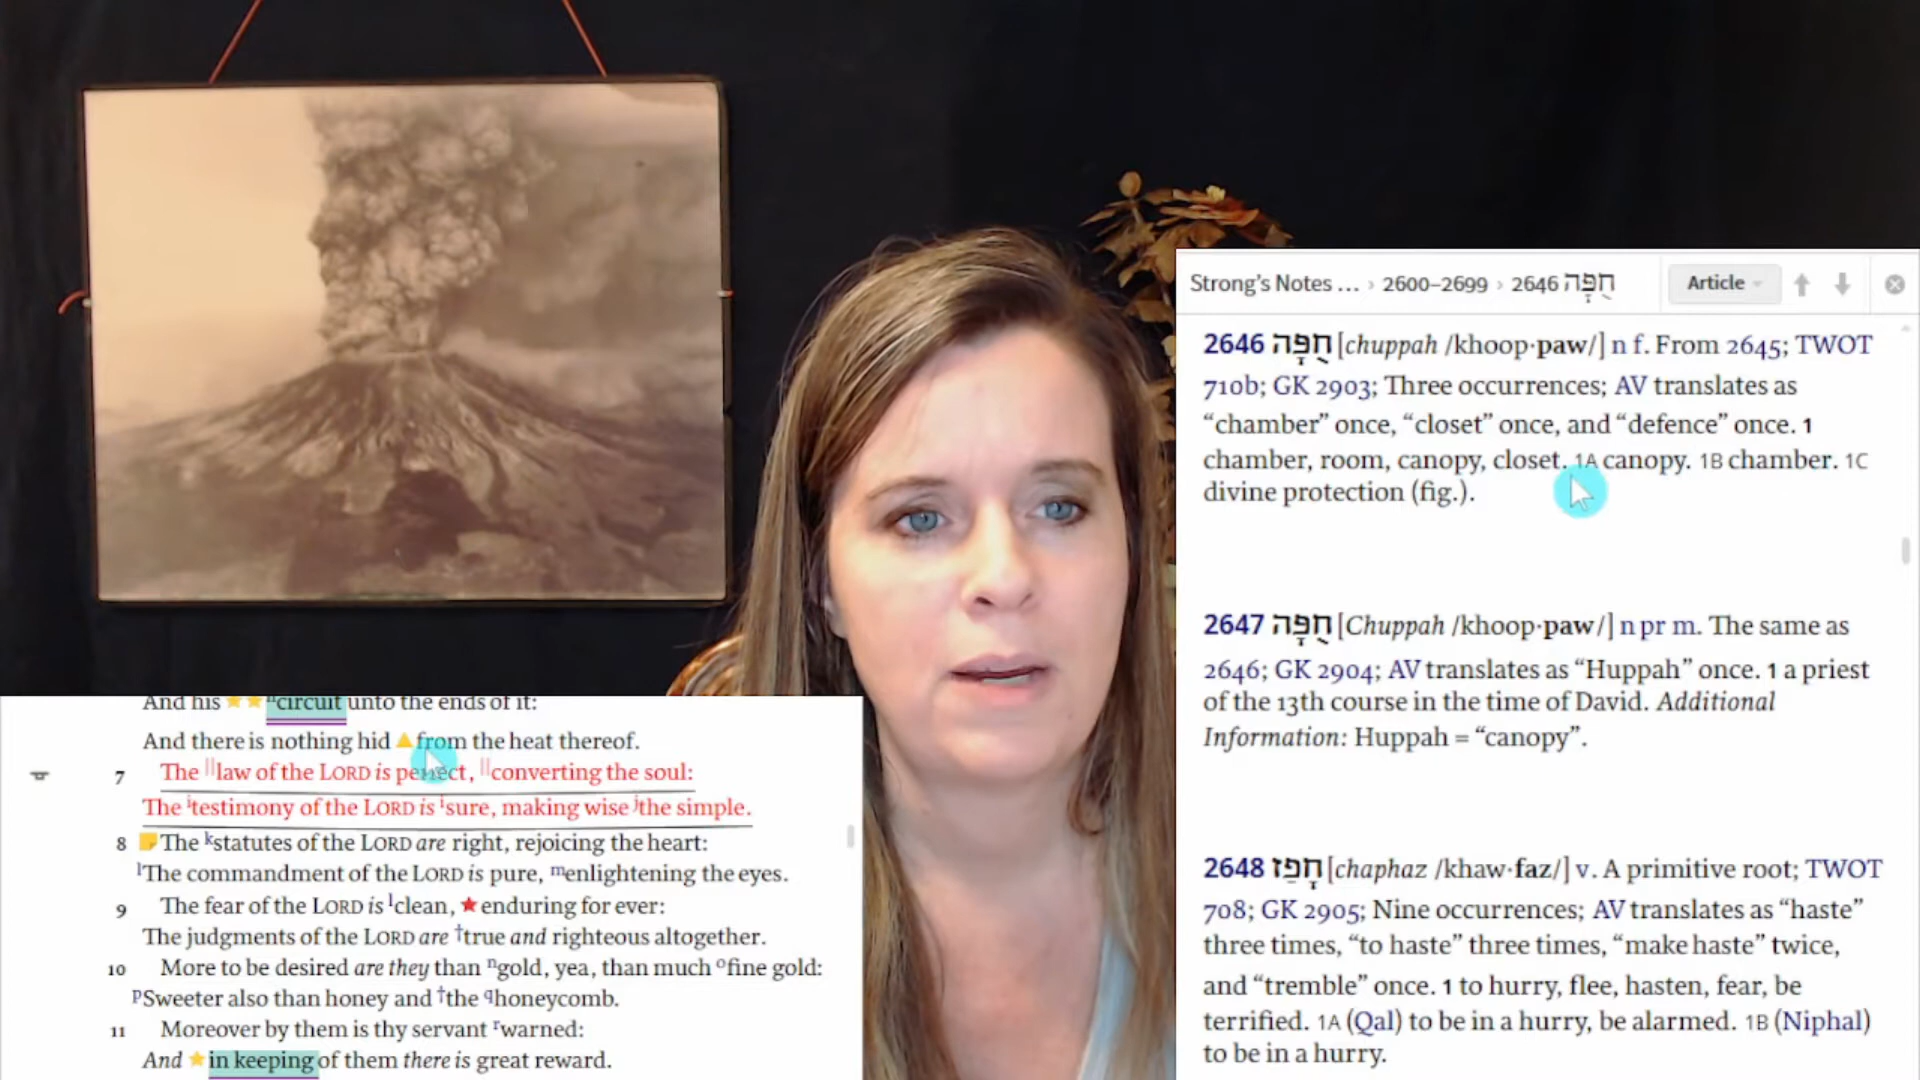 Strong’s Notes … › 2600–2699 › 2646 חֻפָּה
Article
2646 חֻפָּה [chuppah /khoop·paw/] n f. From 2645; TWOT
710b; GK 2903; Three occurrences; AV translates as
“chamber” once, “closet” once, and “defence” once. 1
chamber, room, canopy, closet. 1A canopy. 1B chamber. 1C
divine protection (fig.).
2647 חֻפָּה [Chuppah /khoop·paw/] n pr m. The same as
2646; GK 2904; AV translates as “Huppah” once. 1 a priest
of the 13th course in the time of David. Additional
Information: Huppah = “canopy”.
2648 חָפַז [chaphaz /khaw·faz/] v. A primitive root; TWOT
708; GK 2905; Nine occurrences; AV translates as “haste”
three times, “to haste” three times, “make haste” twice,
and “tremble” once. 1 to hurry, flee, hasten, fear, be
terrified. 1A (Qal) to be in a hurry, be alarmed. 1B (Niphal)
to be in a hurry.
And his circuit unto the ends of it:
And there is nothing hid from the heat thereof.
7 The ||law of the LORD is perfect, ||converting the soul:
The itestimony of the LORD is isure, making wise jthe simple.
8 The kstatutes of the LORD are right, rejoicing the heart:
lThe commandment of the LORD is pure, menlightening the eyes.
9 The fear of the LORD is lclean, enduring for ever:
The judgments of the LORD are †true and righteous altogether.
10 More to be desired are they than ngold, yea, than much ofine gold:
pSweeter also than honey and †the qhoneycomb.
11 Moreover by them is thy servant rwarned:
And in keeping of them there is great reward.